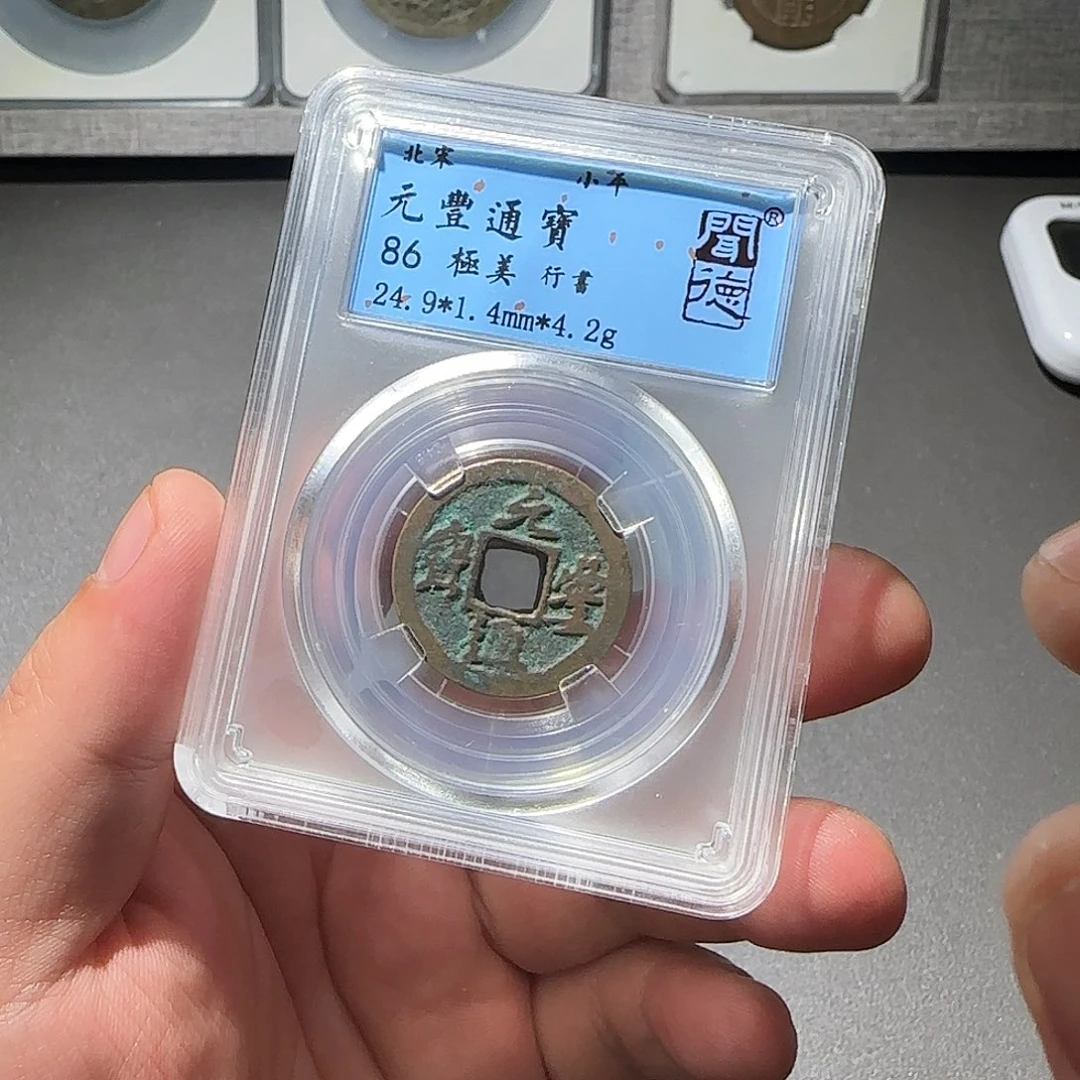 北宋 小平
元豐通寶
86 極美 行書
24.9*1.4mm*4.2g
聞德®
元豐通寶